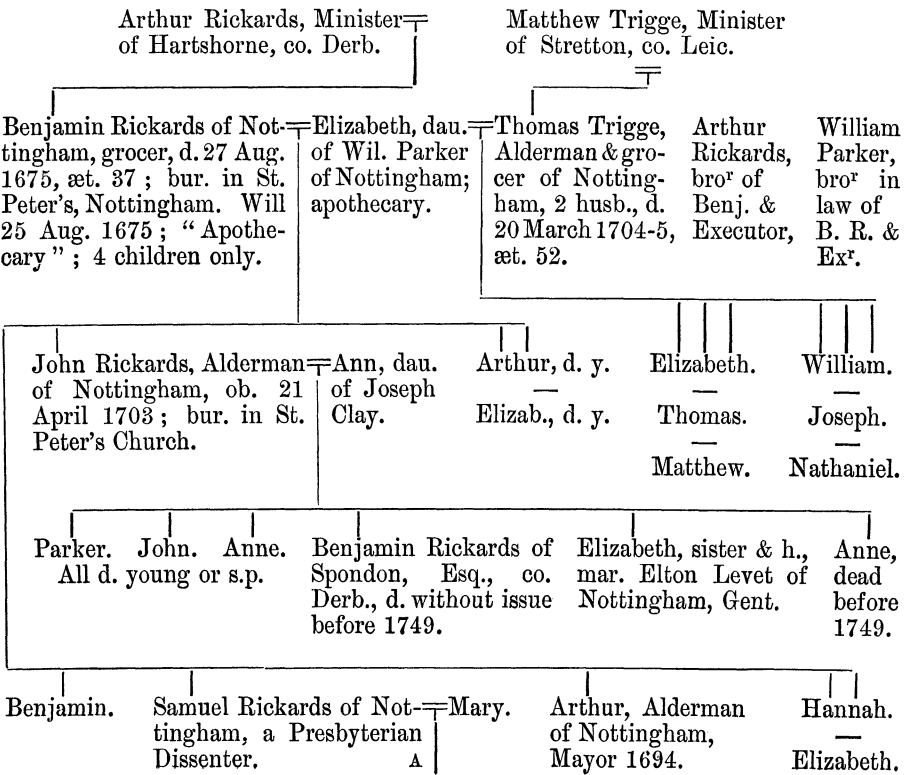 Arthur Rickards, Minister
of Hartshorne, co. Derb.
Matthew Trigge, Minister
of Stretton, co. Leic.
Benjamin Rickards of Not-
tingham, grocer, d. 27 Aug.
1675, æt. 37 ; bur. in St.
Peter's, Nottingham. Will
25 Aug. 1675 ; “ Apothe-
cary ” ; 4 children only.
Elizabeth, dau.
of Wil. Parker
of Nottingham;
apothecary.
Thomas Trigge,
Alderman & gro-
cer of Notting-
ham, 2 husb., d.
20 March 1704-5,
æt. 52.
Arthur
Rickards,
broʳ of
Benj. &
Executor,
William
Parker,
broʳ in
law of
B. R. &
Exʳ.
John Rickards, Alderman
of Nottingham, ob. 21
April 1703 ; bur. in St.
Peter's Church.
Ann, dau.
of Joseph
Clay.
Arthur, d. y.
—
Elizab., d. y.
Elizabeth.
—
Thomas.
—
Matthew.
William.
—
Joseph.
—
Nathaniel.
Parker. John. Anne.
All d. young or s.p.
Benjamin Rickards of
Spondon, Esq., co.
Derb., d. without issue
before 1749.
Elizabeth, sister & h.,
mar. Elton Levet of
Nottingham, Gent.
Anne,
dead
before
1749.
Benjamin.
Samuel Rickards of Not-
tingham, a Presbyterian
Dissenter. A
Mary.
Arthur, Alderman
of Nottingham,
Mayor 1694.
Hannah.
—
Elizabeth.